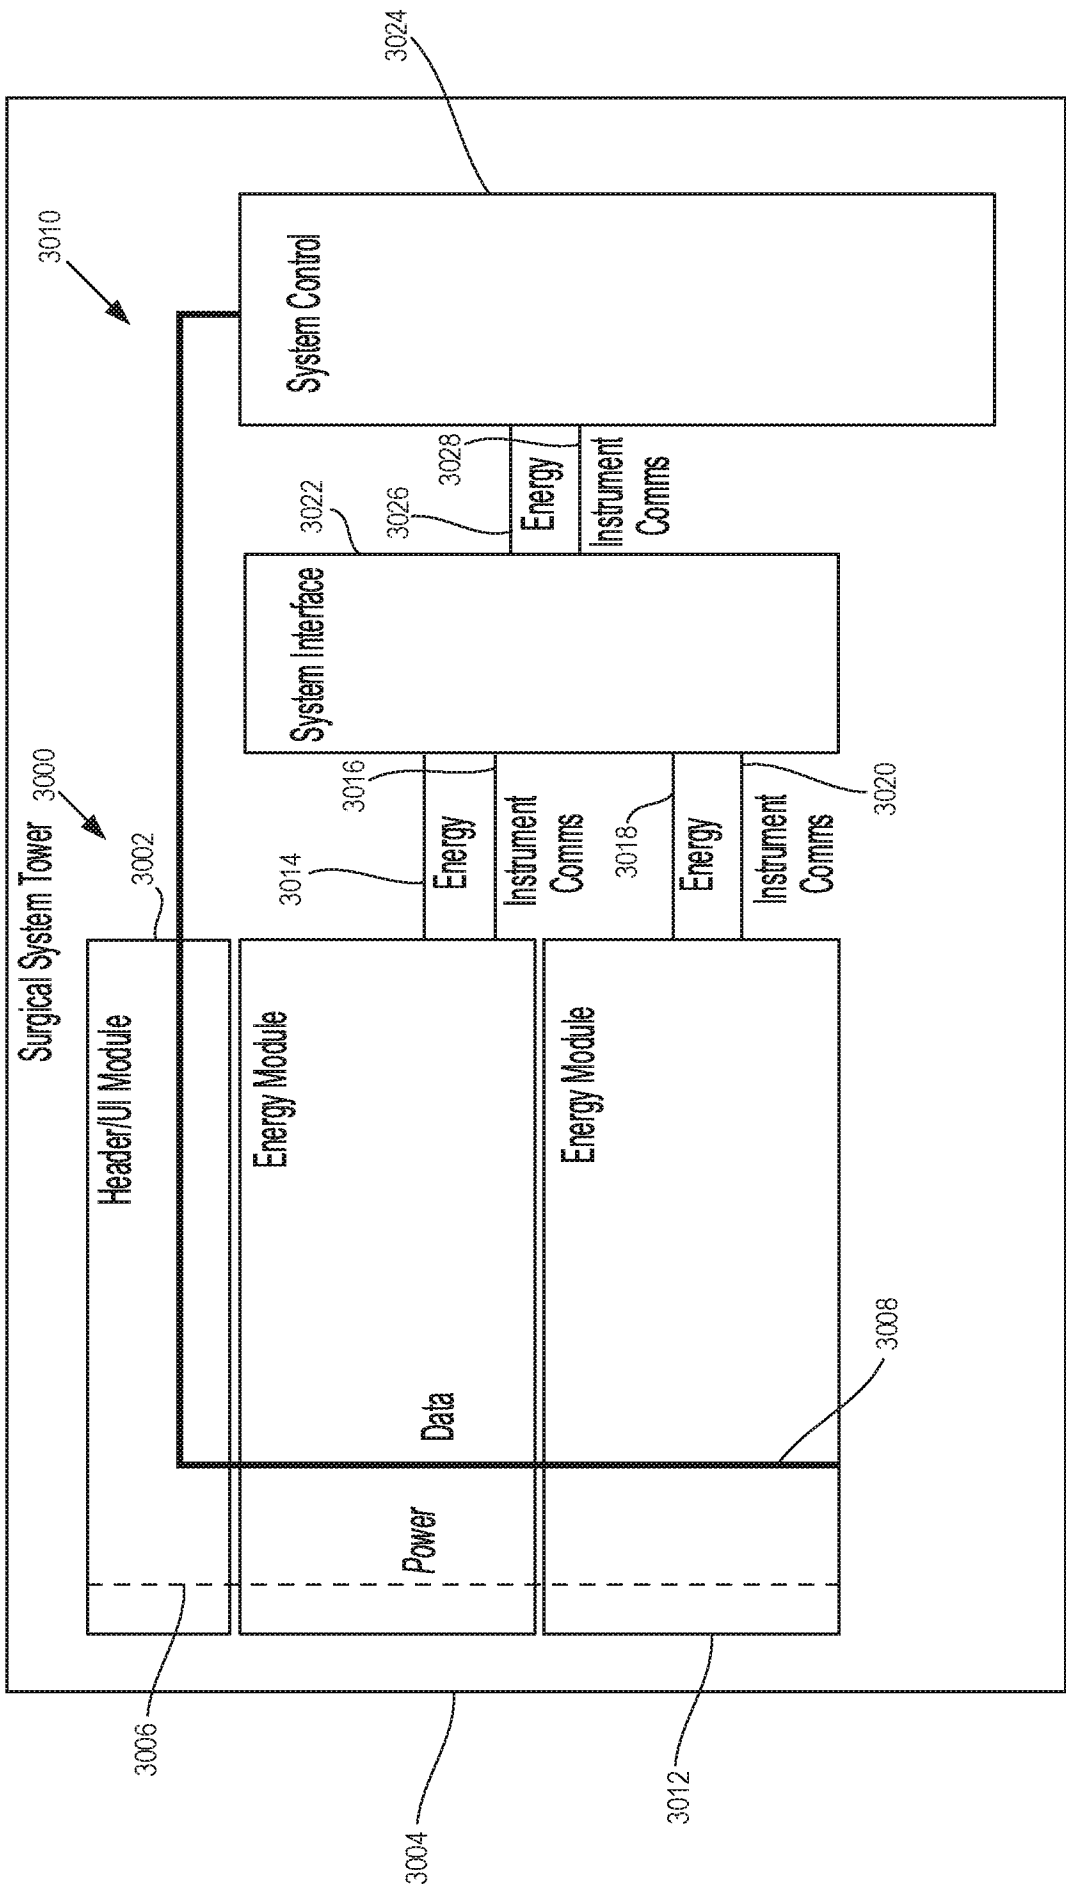 Surgical System Tower
3000
3010
3002
Header/UI Module
3006
3004
Energy Module
Power
Data
3014
Energy
3016
Instrument
Comms
3012
Energy Module
3008
3018
Energy
3020
Instrument
Comms
System Interface
3022
3026
Energy
3028
Instrument
Comms
System Control
3024